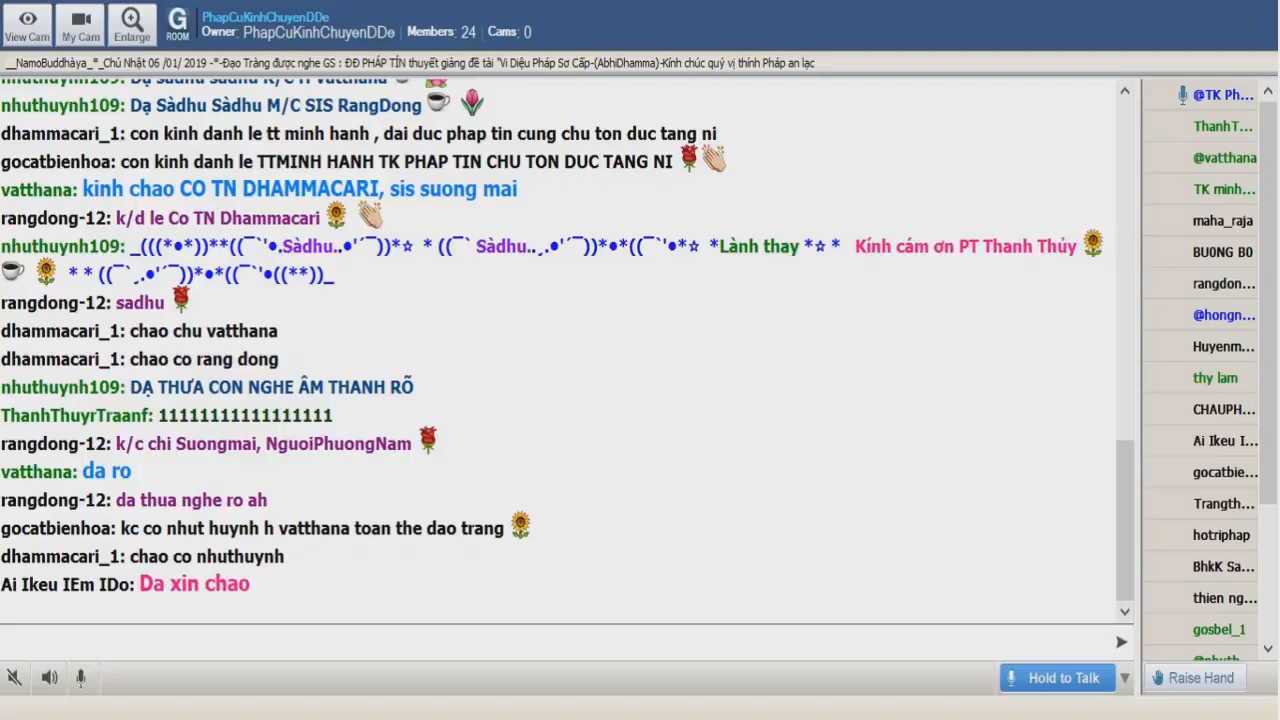 View Cam
My Cam
Enlarge
G
ROOM
PhapCuKinhChuyenDDe
Owner: PhapCuKinhChuyenDDe Members: 24 Cams: 0
__NamoBuddhàya_*_Chủ Nhật 06 /01/ 2019 -*-Đạo Tràng được nghe GS : ĐĐ PHÁP TÍN thuyết giảng đề tài "Vi Diệu Pháp Sơ Cấp-(AbhiDhamma)-Kính chúc quý vị thính Pháp an lạc
nhuthuynh109: Dạ Sàdhu Sàdhu M/C SIS RangDong
dhammacari_1: con kinh danh le tt minh hanh , dai duc phap tin cung chu ton duc tang ni
gocatbienhoa: con kinh danh le TTMINH HANH TK PHAP TIN CHU TON DUC TANG NI
vatthana: kinh chao CO TN DHAMMACARI, sis suong mai
rangdong-12: k/d le Co TN Dhammacari
nhuthuynh109: _(((*•*))**((¯`'•.Sàdhu..•'´¯))*☆ * ((¯` Sàdhu..¸.•'´¯))*•*((¯`'•*☆ *Lành thay *☆* Kính cám ơn PT Thanh Thủy
* * ((¯`¸.•'´¯))*•*((¯`'•((**))_
rangdong-12: sadhu
dhammacari_1: chao chu vatthana
dhammacari_1: chao co rang dong
nhuthuynh109: DẠ THƯA CON NGHE ÂM THANH RÕ
ThanhThuyrTraanf: 11111111111111111
rangdong-12: k/c chi Suongmai, NguoiPhuongNam
vatthana: da ro
rangdong-12: da thua nghe ro ah
gocatbienhoa: kc co nhut huynh h vatthana toan the dao trang
dhammacari_1: chao co nhuthuynh
Ai Ikeu IEm IDo: Da xin chao
@TK Ph...
ThanhT...
@vatthana
TK minh...
maha_raja
BU0NG B0
rangdon...
@hongn...
Huyenm...
thy lam
CHAUPH...
Ai Ikeu I...
gocatbie...
Trangth...
hotriphap
BhkK Sa...
thien ng...
gosbel_1
Hold to Talk
Raise Hand